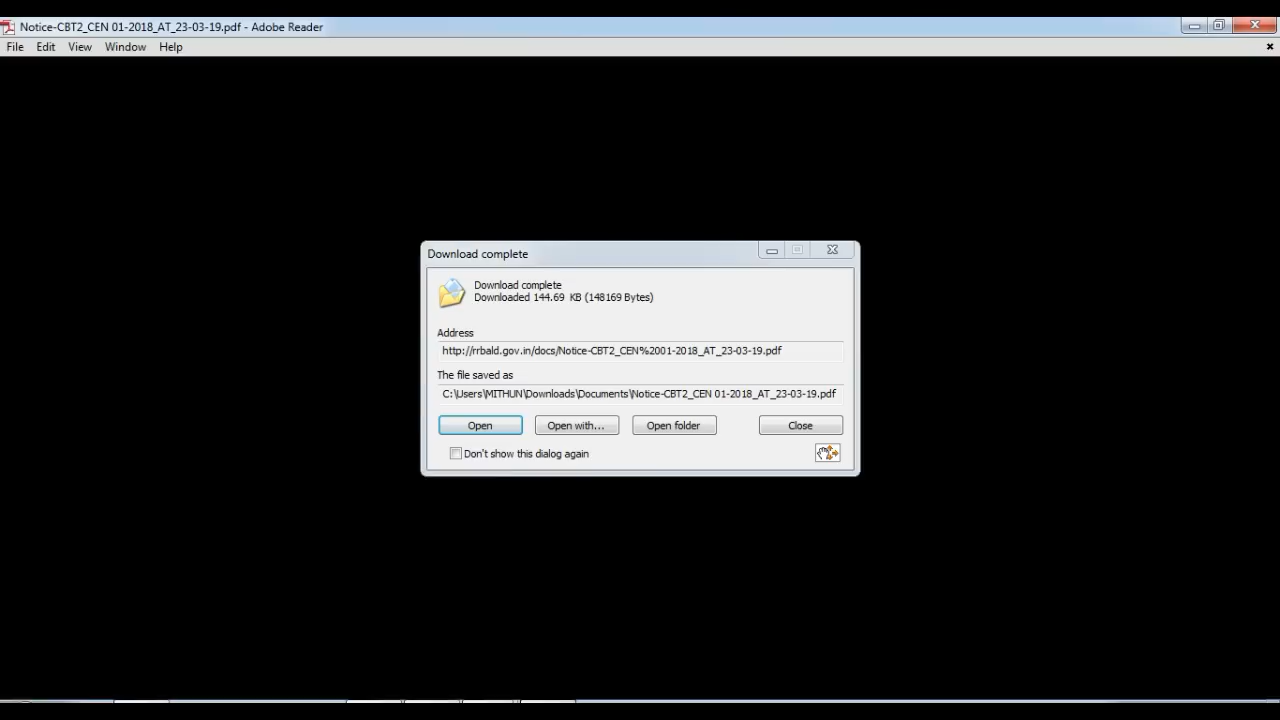 Notice-CBT2_CEN 01-2018_AT_23-03-19.pdf - Adobe Reader
File Edit View Window Help
Download complete
Download complete
Downloaded 144.69 KB (148169 Bytes)
Address
http://rrbald.gov.in/docs/Notice-CBT2_CEN%2001-2018_AT_23-03-19.pdf
The file saved as
C:\Users\MITHUN\Downloads\Documents\Notice-CBT2_CEN 01-2018_AT_23-03-19.pdf
Open Open with... Open folder Close
Don't show this dialog again